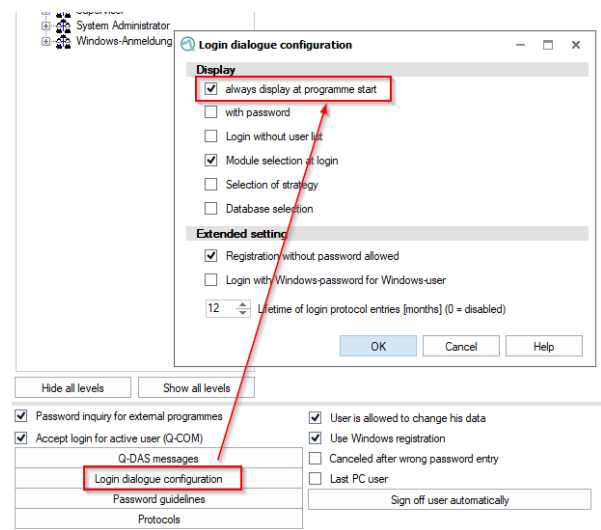 Supervisor
System Administrator
Windows-Anmeldung
Login dialogue configuration
Display
always display at programme start
with password
Login without user list
Module selection at login
Selection of strategy
Database selection
Extended setting
Registration without password allowed
Login with Windows-password for Windows-user
12 Lifetime of login protocol entries [months] (0 = disabled)
OK Cancel Help
Hide all levels Show all levels
Password inquiry for external programmes
Accept login for active user (Q-COM)
Q-DAS messages
Login dialogue configuration
Password guidelines
Protocols
User is allowed to change his data
Use Windows registration
Canceled after wrong password entry
Last PC user
Sign off user automatically